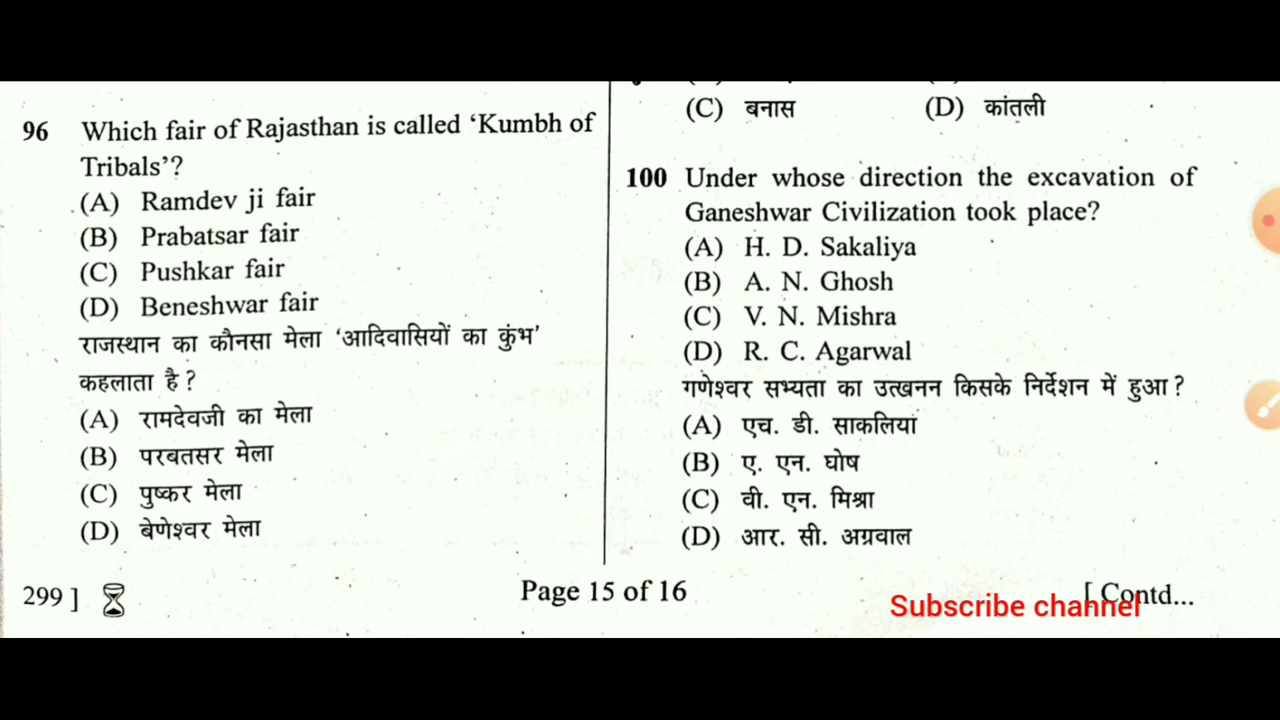 96 Which fair of Rajasthan is called ‘Kumbh of
Tribals’?
(A) Ramdev ji fair
(B) Prabatsar fair
(C) Pushkar fair
(D) Beneshwar fair
राजस्थान का कौनसा मेला ‘आदिवासियों का कुंभ’
कहलाता है ?
(A) रामदेवजी का मेला
(B) परबतसर मेला
(C) पुष्कर मेला
(D) बेणेश्वर मेला
(C) बनास (D) कांतली
100 Under whose direction the excavation of
Ganeshwar Civilization took place?
(A) H. D. Sakaliya
(B) A. N. Ghosh
(C) V. N. Mishra
(D) R. C. Agarwal
गणेश्वर सभ्यता का उत्खनन किसके निर्देशन में हुआ ?
(A) एच. डी. साकलियां
(B) ए. एन. घोष
(C) वी. एन. मिश्रा
(D) आर. सी. अग्रवाल
299 ] Page 15 of 16 [ Contd...
Subscribe channel